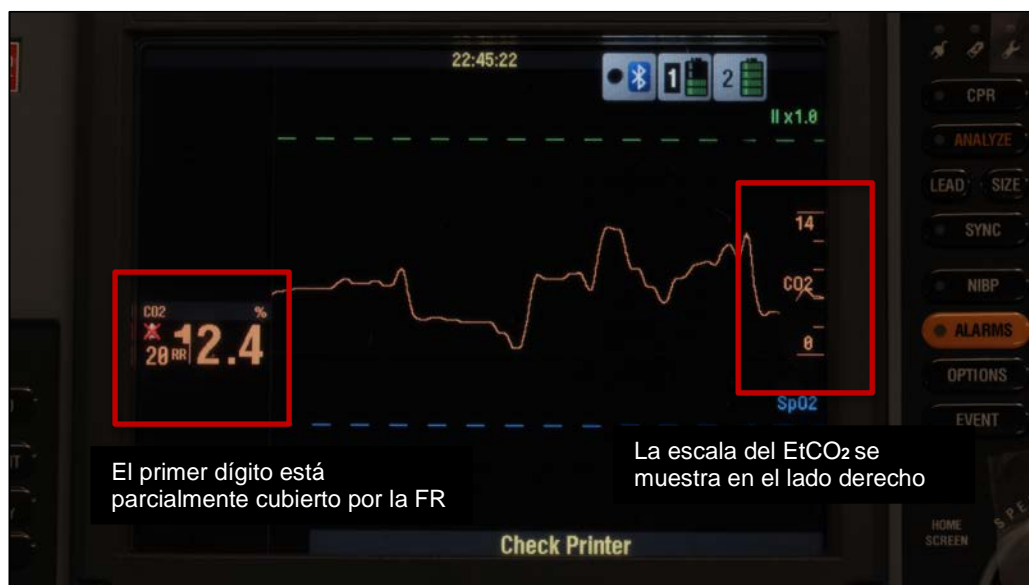 22:45:22
1
2
II x1.0
CPR
ANALYZE
LEAD
SIZE
SYNC
14
CO2
0
NIBP
CO2 %
20 RR 12.4
ALARMS
OPTIONS
SpO2
EVENT
El primer dígito está
parcialmente cubierto por la FR
La escala del EtCO₂ se
muestra en el lado derecho
HOME
SCREEN
Check Printer